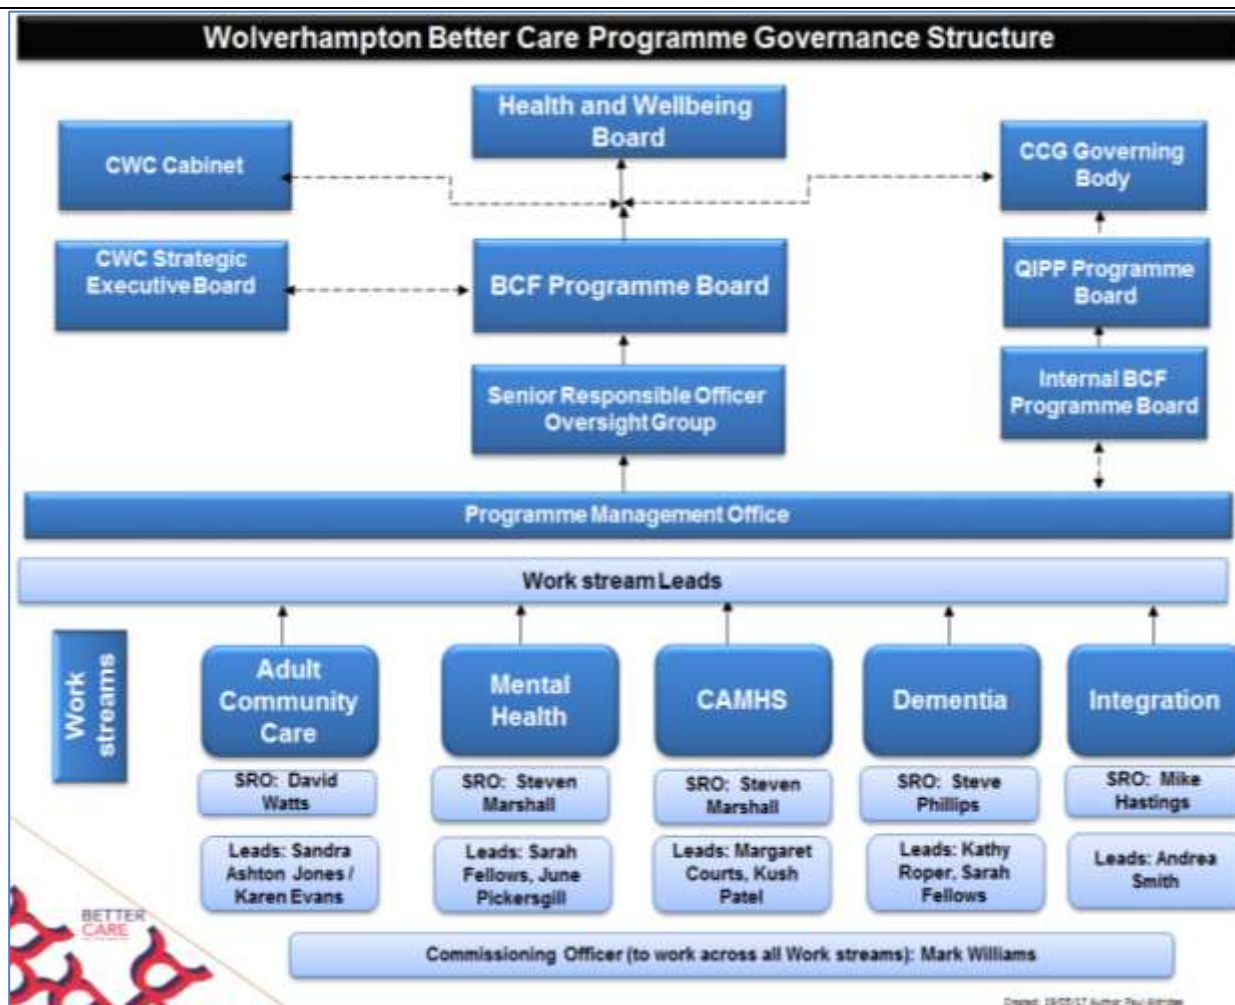 Wolverhampton Better Care Programme Governance Structure
Health and Wellbeing
Board
CWC Cabinet
CCG Governing
Body
CWC Strategic
Executive Board
BCF Programme Board
QIPP Programme
Board
Senior Responsible Officer
Oversight Group
Internal BCF
Programme Board
Programme Management Office
Work stream Leads
Work
streams
Adult
Community
Care
Mental
Health
CAMHS
Dementia
Integration
SRO: David
Watts
SRO: Steven
Marshall
SRO: Steven
Marshall
SRO: Steve
Phillips
SRO: Mike
Hastings
Leads: Sandra
Ashton Jones /
Karen Evans
Leads: Sarah
Fellows, June
Pickersgill
Leads: Margaret
Courts, Kush
Patel
Leads: Kathy
Roper, Sarah
Fellows
Leads: Andrea
Smith
BETTER
CARE
Commissioning Officer (to work across all Work streams): Mark Williams
Created: Author: Paul